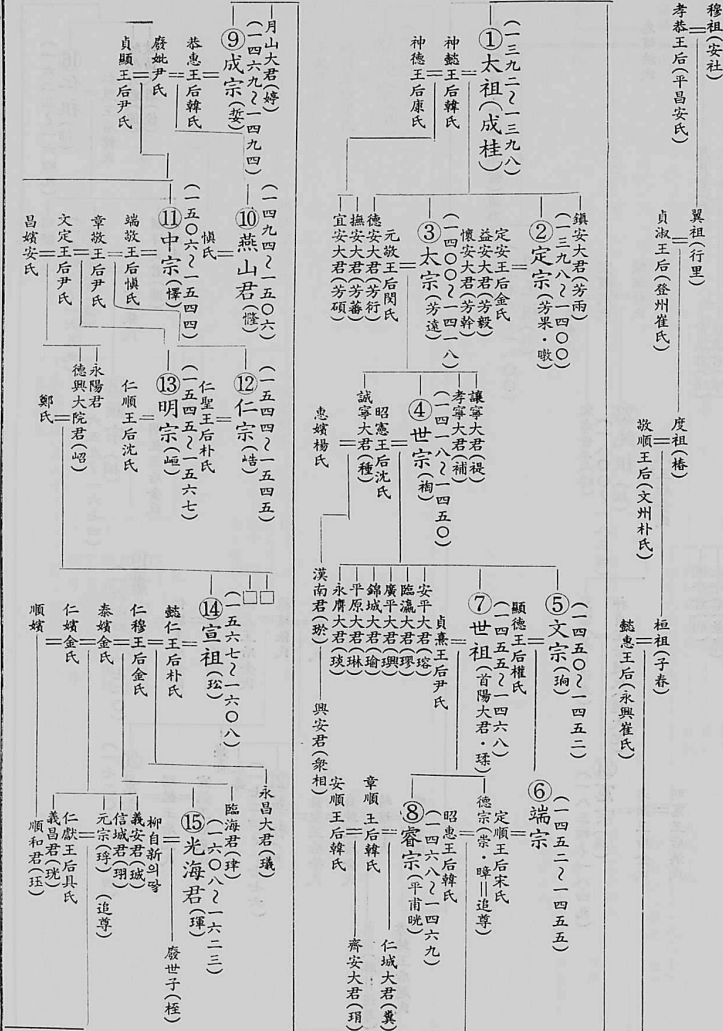 穆祖(安社)
孝恭王后(平昌安氏)
翼祖(行里)
貞淑王后(登州崔氏)
度祖(椿)
敬順王后(文州朴氏)
桓祖(子春)
懿惠王后(永興崔氏)
①太祖(成桂)
(一三九二~一三九八)
神懿王后韓氏
神德王后康氏
鎭安大君(芳雨)
②定宗(芳果·曔)
(一三九八~一四〇〇)
定安王后金氏
益安大君(芳毅)
懷安大君(芳幹)
③太宗(芳遠)
(一四〇〇~一四一八)
元敬王后閔氏
德安大君(芳衍)
撫安大君(芳蕃)
宜安大君(芳碩)
讓寧大君(禔)
孝寧大君(補)
④世宗(祹)
(一四一八~一四五〇)
昭憲王后沈氏
誠寧大君(種)
惠嬪楊氏
⑤文宗(珦)
(一四五〇~一四五二)
顯德王后權氏
⑦世祖(首陽大君·瑈)
(一四五五~一四六八)
貞熹王后尹氏
安平大君(瑢)
臨瀛大君(璆)
廣平大君(璵)
錦城大君(瑜)
平原大君(琳)
永膺大君(琰)
漢南君(𤥽)
興安君(衆相)
⑥端宗
(一四五二~一四五五)
定順王后宋氏
德宗(崇·暲=追尊)
昭惠王后韓氏
⑧睿宗(平甫晄)
(一四六八~一四六九)
章順王后韓氏
安順王后韓氏
仁城大君(糞)
齊安大君(琄)
月山大君(婷)
⑨成宗(娎)
(一四六九~一四九四)
恭惠王后韓氏
廢妣尹氏
貞顯王后尹氏
⑩燕山君(㦕)
(一四九四~一五〇六)
愼氏
⑪中宗(懌)
(一五〇六~一五四四)
端敬王后愼氏
章敬王后尹氏
文定王后尹氏
昌嬪安氏
⑫仁宗(峼)
(一五四四~一五四五)
仁聖王后朴氏
⑬明宗(峘)
(一五四五~一五六七)
仁順王后沈氏
永陽君
德興大院君(岹)
鄭氏
□
□
⑭宣祖(昖)
(一五六七~一六〇八)
懿仁王后朴氏
仁穆王后金氏
泰嬪金氏
仁嬪金氏
順嬪
永昌大君(㼁)
臨海君(珒)
⑮光海君(琿)
(一六〇八~一六二三)
柳自新의딸
廢世子(桎)
義安君(珹)
信城君(珝)
元宗(琈)(追尊)
仁獻王后具氏
義昌君(珖)
順和君(玨)